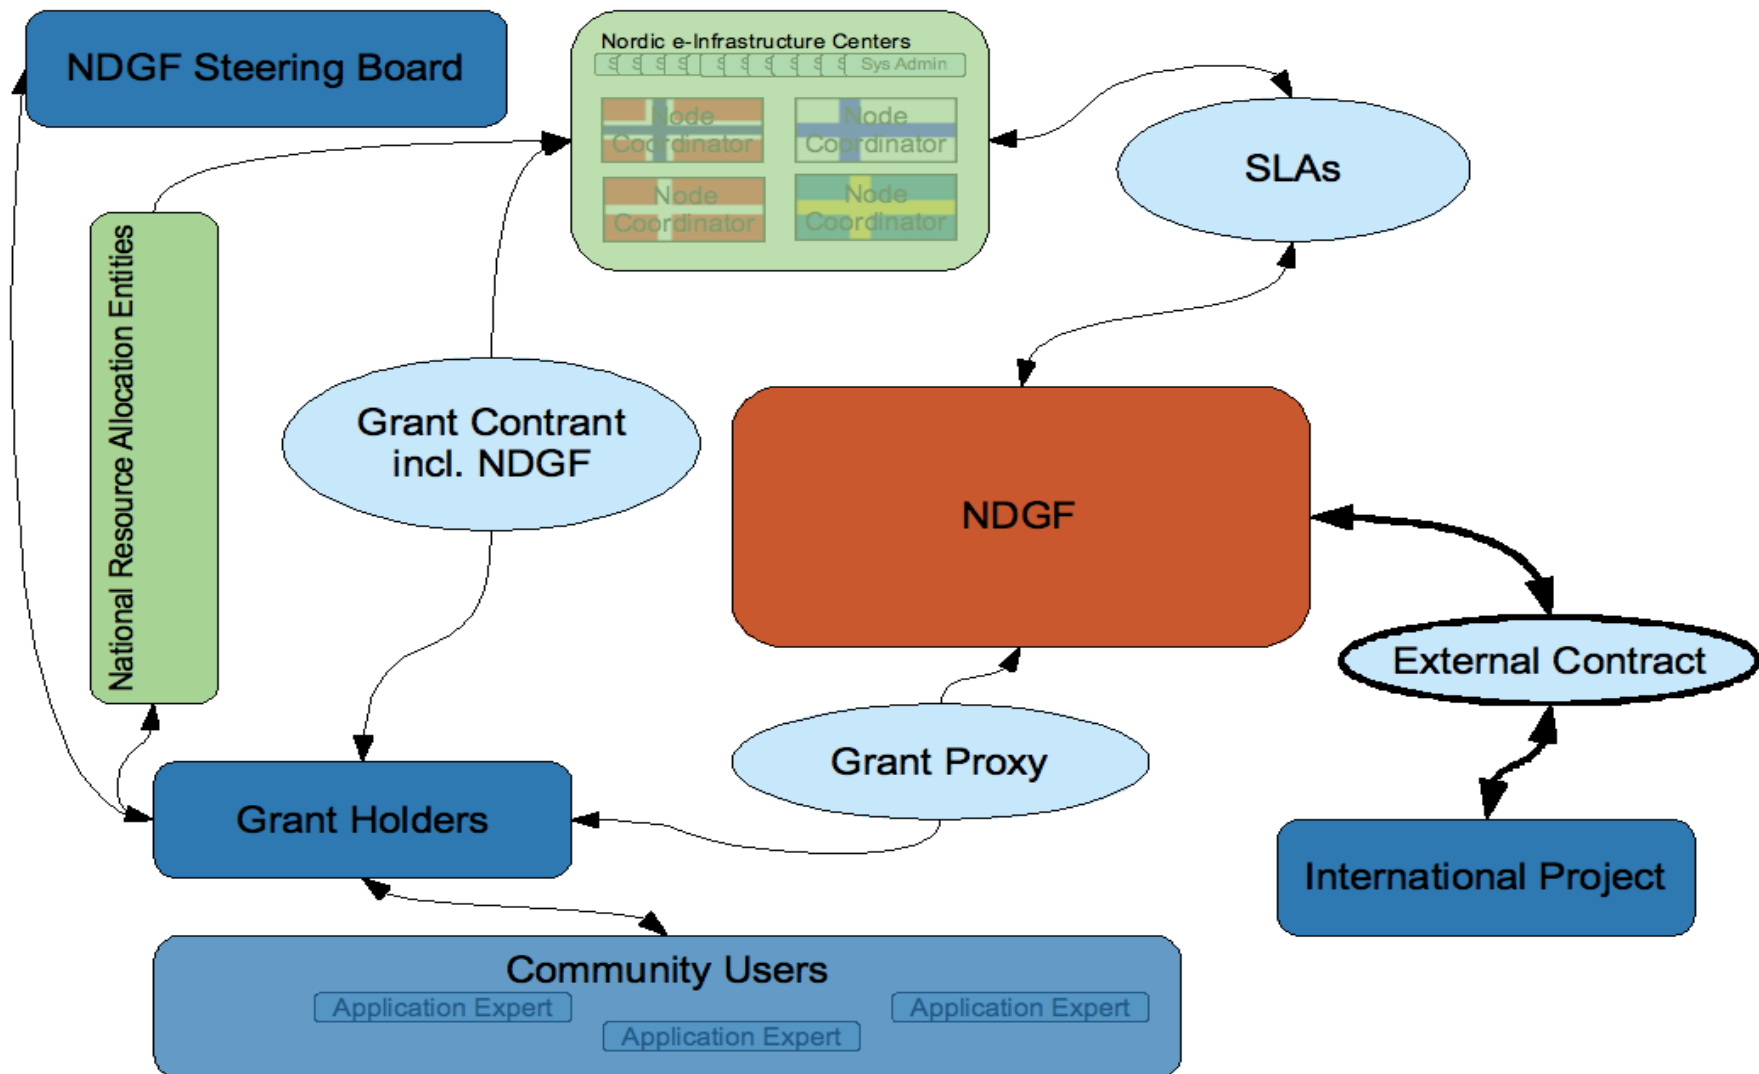 NDGF Steering Board
Nordic e-Infrastructure Centers
S
S
S
S
S
S
S
S
S
S
Sys Admin
Node
Coordinator
Node
Coordinator
Node
Coordinator
Node
Coordinator
SLAs
National Resource Allocation Entities
Grant Contrant
incl. NDGF
NDGF
External Contract
Grant Proxy
Grant Holders
International Project
Community Users
Application Expert
Application Expert
Application Expert